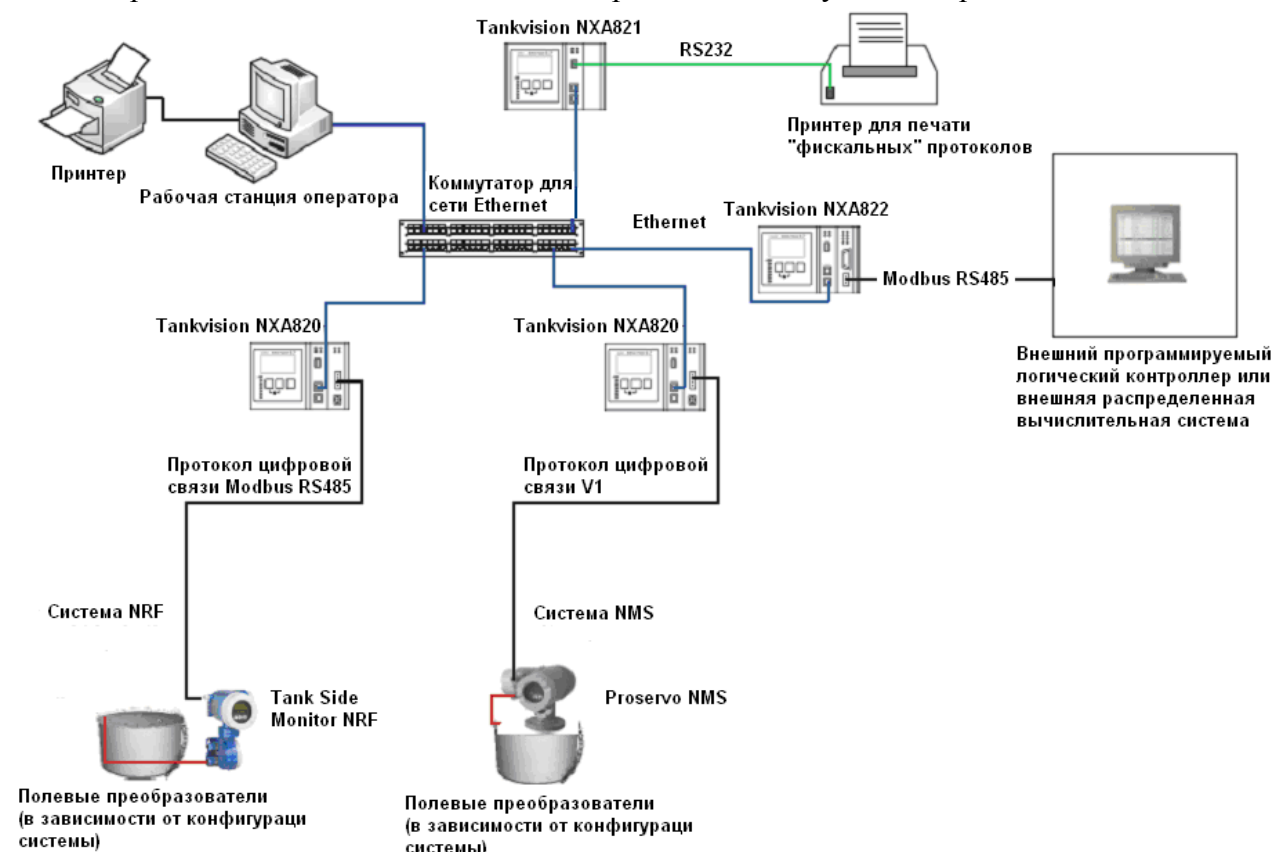 Tankvision NXA821
RS232
Принтер для печати
"фискальных" протоколов
Принтер
Рабочая станция оператора
Коммутатор для
сети Ethernet
Ethernet
Tankvision NXA822
Modbus RS485
Внешний программируемый
логический контроллер или
внешняя распределенная
вычислительная система
Tankvision NXA820
Tankvision NXA820
Протокол цифровой
связи Modbus RS485
Протокол цифровой
связи V1
Система NRF
Система NMS
Tank Side
Monitor NRF
Proservo NMS
Полевые преобразователи
(в зависимости от конфигураци
системы)
Полевые преобразователи
(в зависимости от конфигураци
системы)